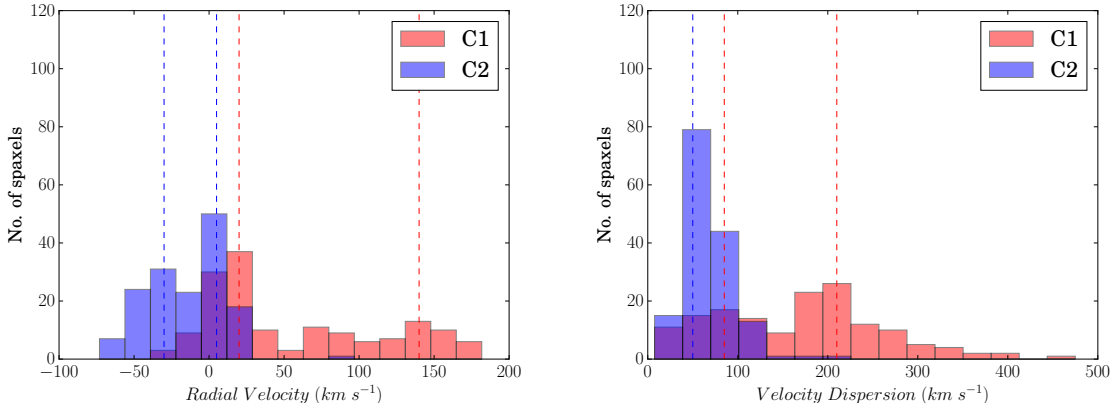 120
100
80
60
40
20
0
No. of spaxels
−100 −50 0 50 100 150 200
Radial Velocity (km s⁻¹)
C1
C2
120
100
80
60
40
20
0
No. of spaxels
0 100 200 300 400 500
Velocity Dispersion (km s⁻¹)
C1
C2